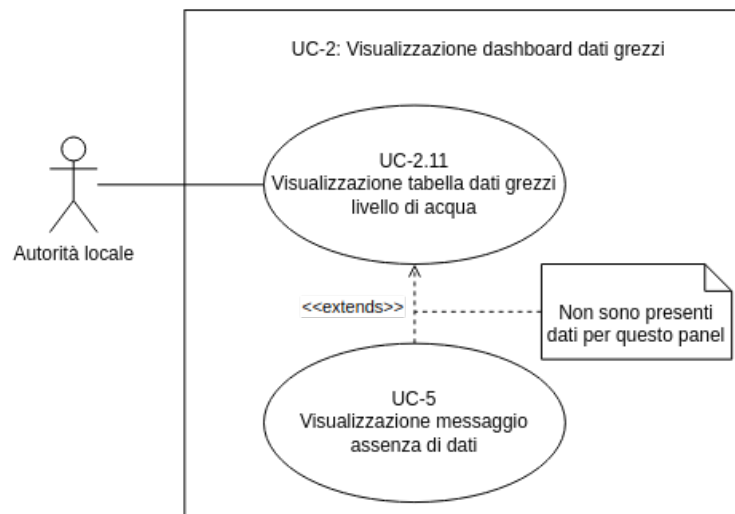 UC-2: Visualizzazione dashboard dati grezzi
UC-2.11
Visualizzazione tabella dati grezzi
livello di acqua
Autorità locale
<<extends>>
Non sono presenti
dati per questo panel
UC-5
Visualizzazione messaggio
assenza di dati